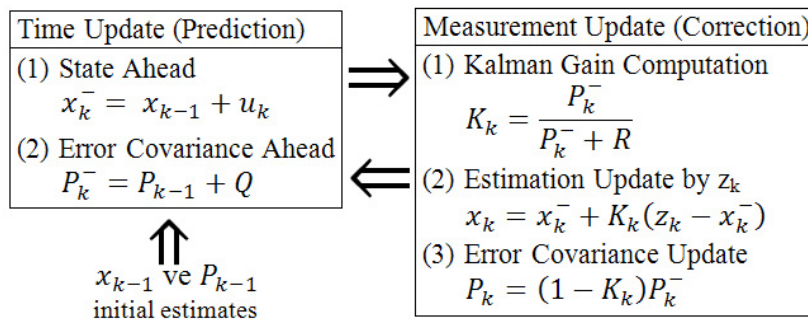 Time Update (Prediction)
(1) State Ahead
x_k^- = x_{k-1} + u_k
(2) Error Covariance Ahead
P_k^- = P_{k-1} + Q
x_{k-1} ve P_{k-1}
initial estimates
Measurement Update (Correction)
(1) Kalman Gain Computation
K_k = \frac{P_k^-}{P_k^- + R}
(2) Estimation Update by z_k
x_k = x_k^- + K_k(z_k − x_k^-)
(3) Error Covariance Update
P_k = (1 − K_k)P_k^-